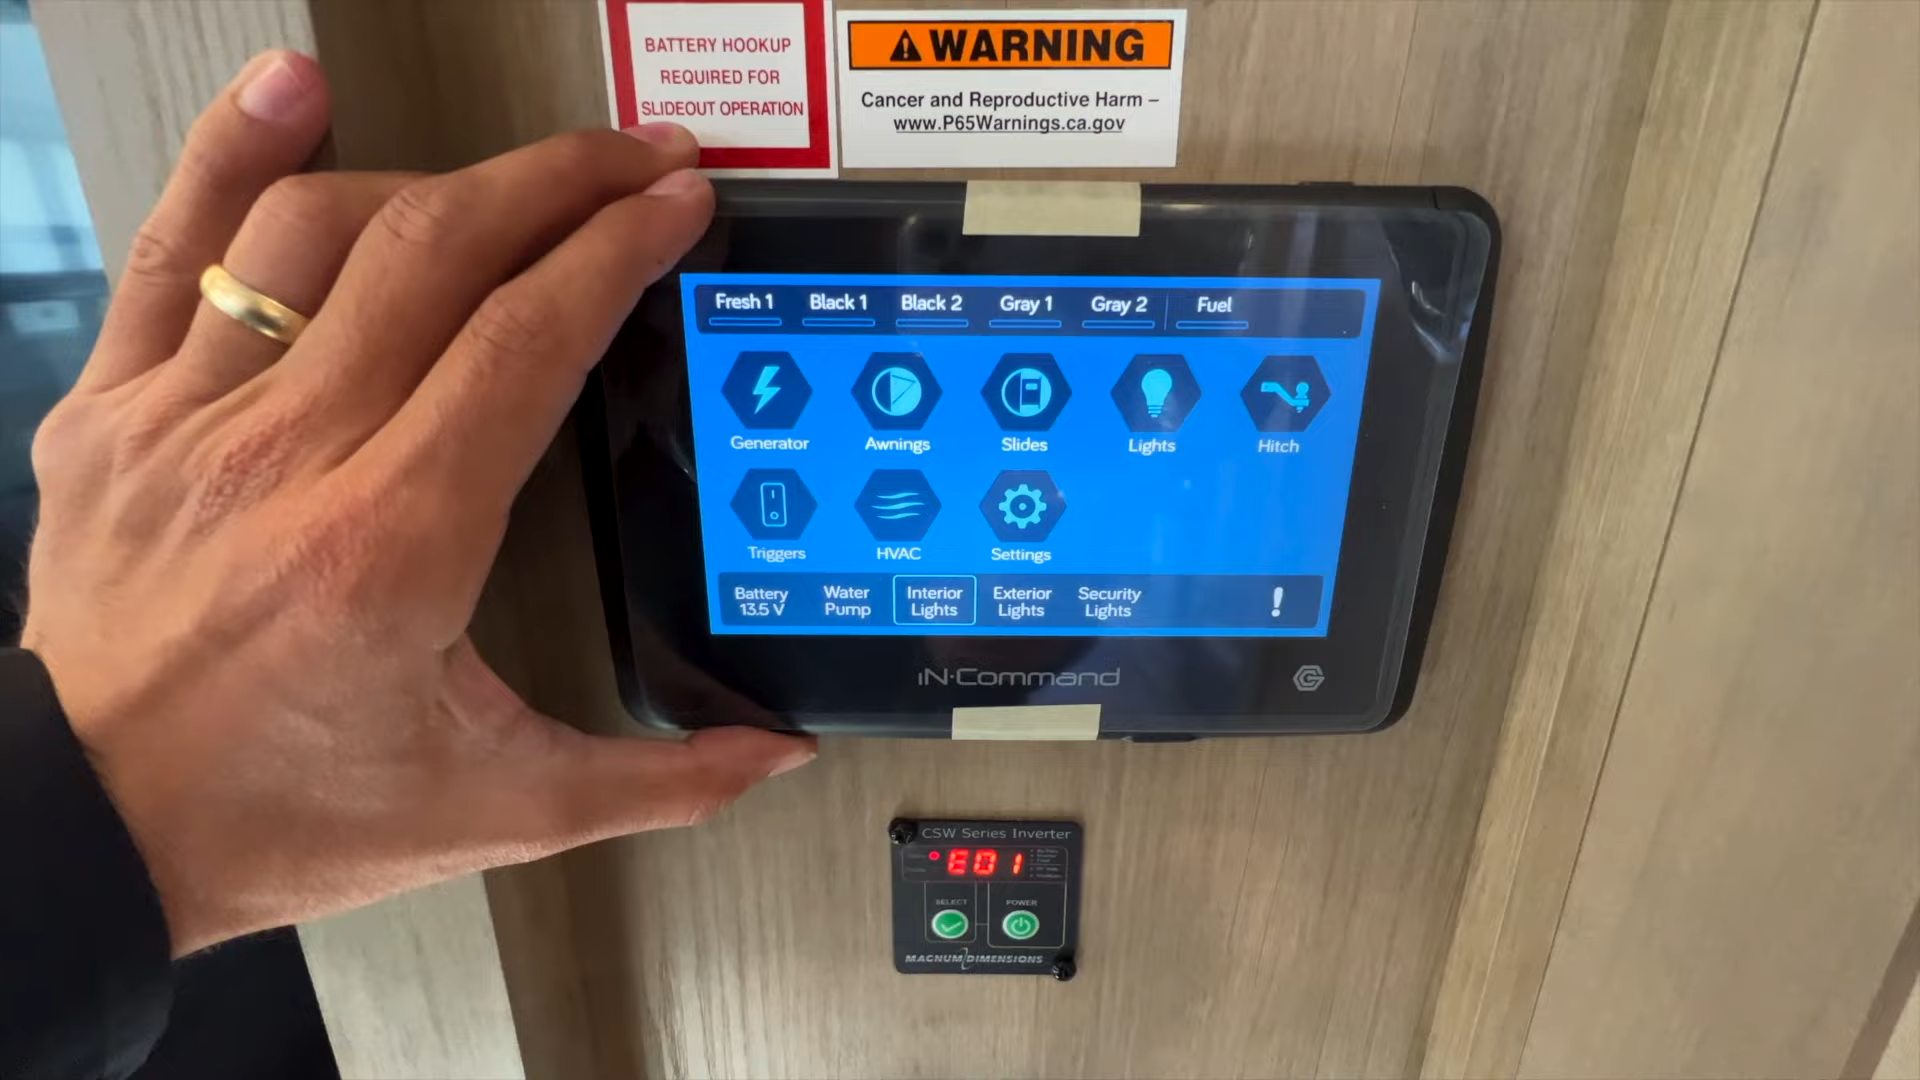 BATTERY HOOKUP
REQUIRED FOR
SLIDEOUT OPERATION
WARNING
Cancer and Reproductive Harm –
www.P65Warnings.ca.gov
Fresh 1 Black 1 Black 2 Gray 1 Gray 2 Fuel
Generator Awnings Slides Lights Hitch
Triggers HVAC Settings
Battery Water Interior Exterior Security
13.5 V Pump Lights Lights Lights !
iN·Command
CSW Series Inverter
E01
SELECT POWER
MAGNUM DIMENSIONS